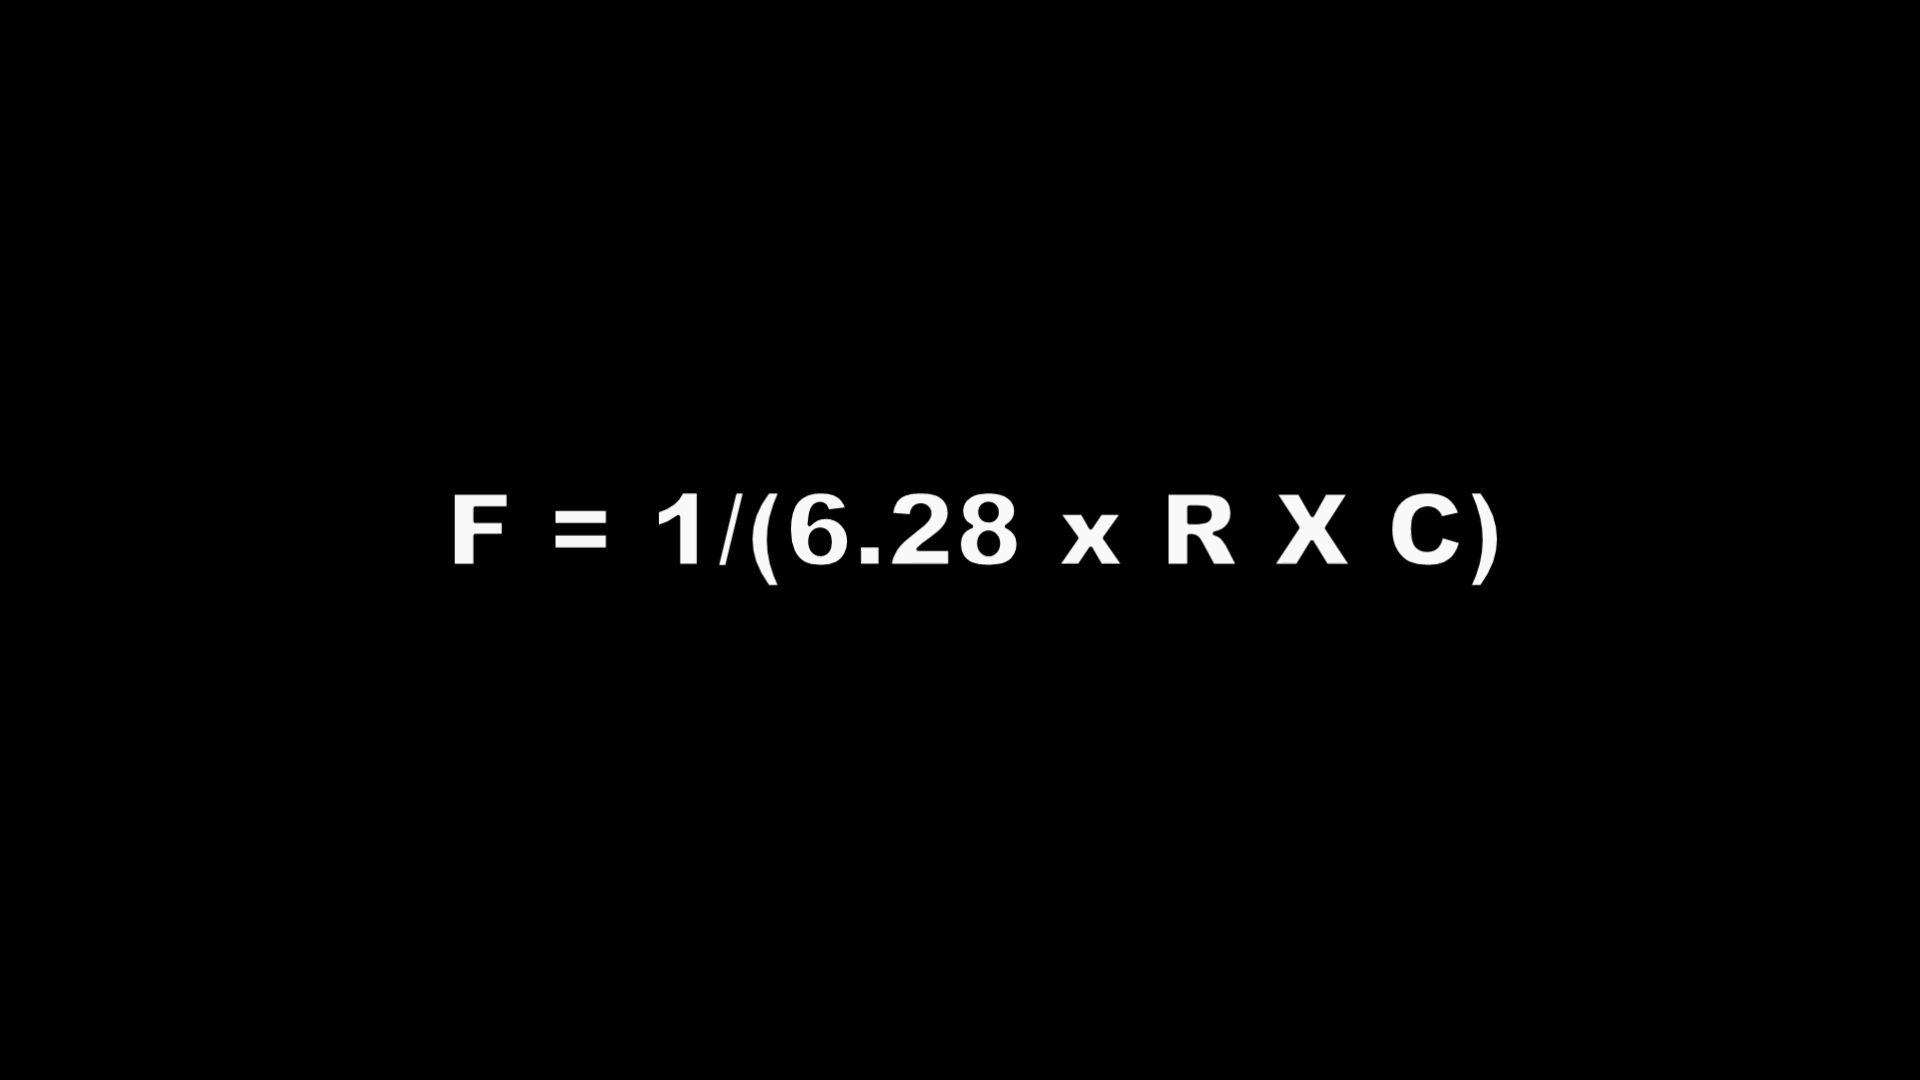 F = 1/(6.28 x R X C)